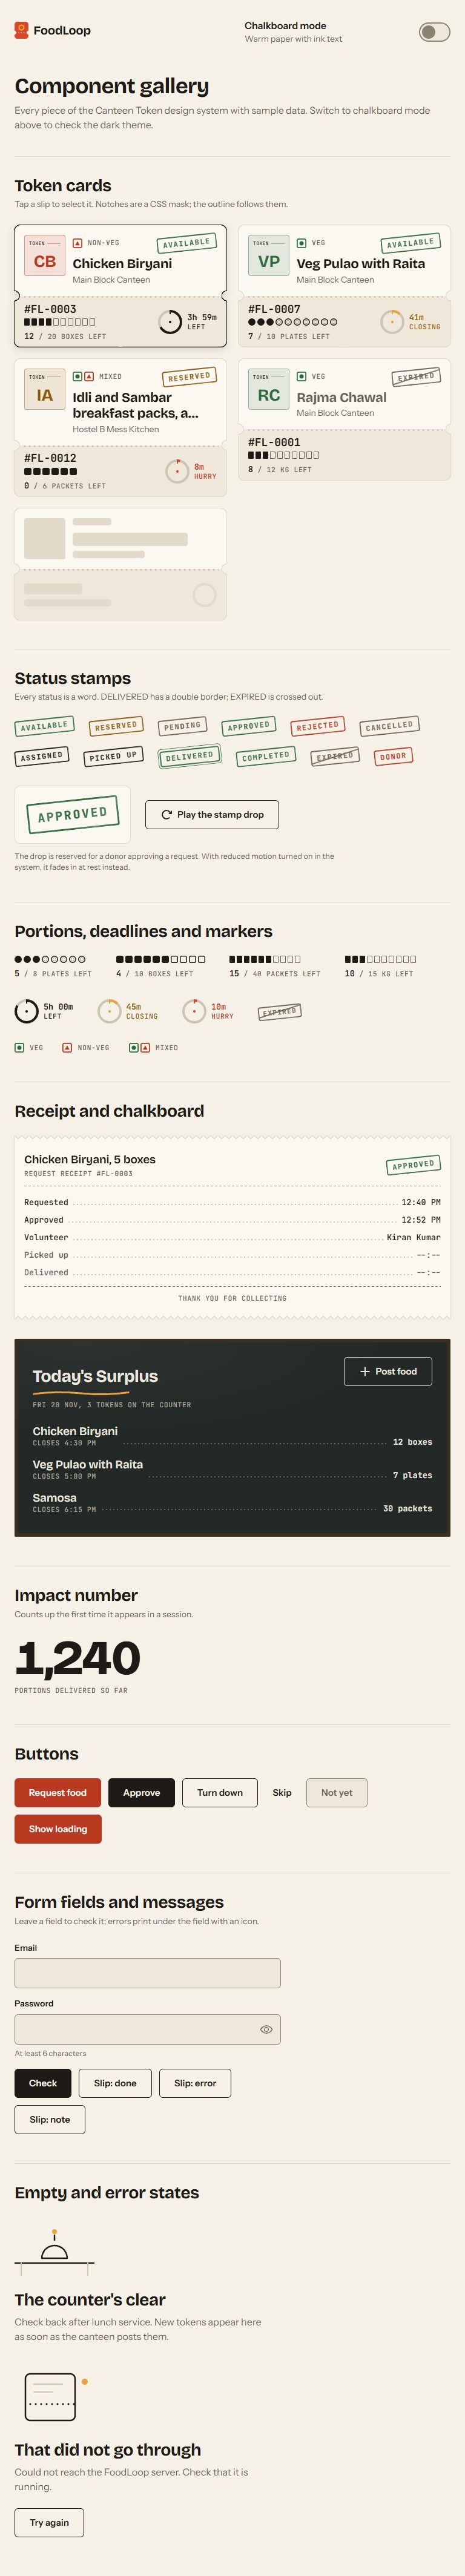 FoodLoop
Chalkboard mode
Warm paper with ink text
Component gallery
Every piece of the Canteen Token design system with sample data. Switch to chalkboard mode
above to check the dark theme.
Token cards
Tap a slip to select it. Notches are a CSS mask; the outline follows them.
TOKEN
CB
NON-VEG
AVAILABLE
Chicken Biryani
Main Block Canteen
#FL-0003
12 / 20 BOXES LEFT
3h 59m
LEFT
TOKEN
VP
VEG
AVAILABLE
Veg Pulao with Raita
Main Block Canteen
#FL-0007
7 / 10 PLATES LEFT
41m
CLOSING
TOKEN
IA
MIXED
RESERVED
Idli and Sambar
breakfast packs, a...
Hostel B Mess Kitchen
#FL-0012
0 / 6 PACKETS LEFT
8m
HURRY
TOKEN
RC
VEG
EXPIRED
Rajma Chawal
Main Block Canteen
#FL-0001
8 / 12 KG LEFT
Status stamps
Every status is a word. DELIVERED has a double border; EXPIRED is crossed out.
AVAILABLE RESERVED PENDING APPROVED REJECTED CANCELLED
ASSIGNED PICKED UP DELIVERED COMPLETED EXPIRED DONOR
APPROVED
Play the stamp drop
The drop is reserved for a donor approving a request. With reduced motion turned on in the
system, it fades in at rest instead.
Portions, deadlines and markers
5 / 8 PLATES LEFT 4 / 10 BOXES LEFT 15 / 40 PACKETS LEFT 10 / 15 KG LEFT
5h 00m
LEFT
45m
CLOSING
10m
HURRY
EXPIRED
VEG NON-VEG MIXED
Receipt and chalkboard
Chicken Biryani, 5 boxes
REQUEST RECEIPT #FL-0003
APPROVED
Requested 12:40 PM
Approved 12:52 PM
Volunteer Kiran Kumar
Picked up --:--
Delivered --:--
THANK YOU FOR COLLECTING
Today's Surplus
Post food
FRI 20 NOV, 3 TOKENS ON THE COUNTER
Chicken Biryani
CLOSES 4:30 PM 12 boxes
Veg Pulao with Raita
CLOSES 5:00 PM 7 plates
Samosa
CLOSES 6:15 PM 30 packets
Impact number
Counts up the first time it appears in a session.
1,240
PORTIONS DELIVERED SO FAR
Buttons
Request food Approve Turn down Skip Not yet
Show loading
Form fields and messages
Leave a field to check it; errors print under the field with an icon.
Email
Password
At least 6 characters
Check Slip: done Slip: error
Slip: note
Empty and error states
The counter's clear
Check back after lunch service. New tokens appear here
as soon as the canteen posts them.
That did not go through
Could not reach the FoodLoop server. Check that it is
running.
Try again